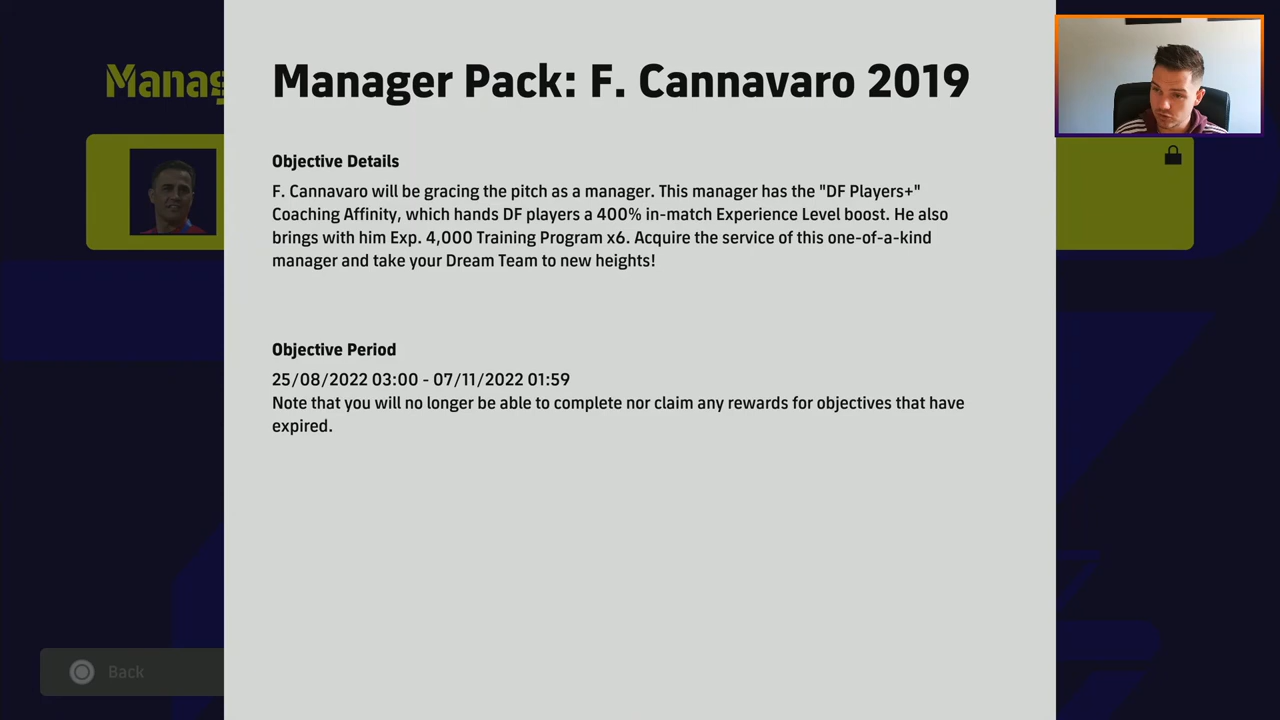 Manag
Manager Pack: F. Cannavaro 2019
Objective Details
F. Cannavaro will be gracing the pitch as a manager. This manager has the "DF Players+"
Coaching Affinity, which hands DF players a 400% in-match Experience Level boost. He also
brings with him Exp. 4,000 Training Program x6. Acquire the service of this one-of-a-kind
manager and take your Dream Team to new heights!
Objective Period
25/08/2022 03:00 - 07/11/2022 01:59
Note that you will no longer be able to complete nor claim any rewards for objectives that have
expired.
Back